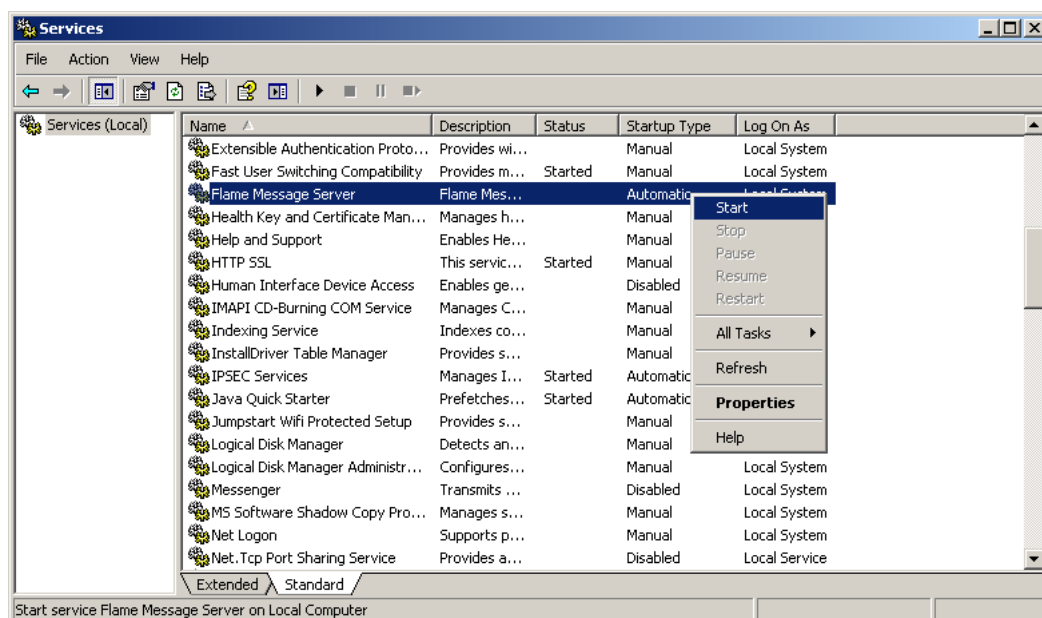 Services
File Action View Help
Services (Local)
Name Description Status Startup Type Log On As
Extensible Authentication Proto... Provides wi... Manual Local System
Fast User Switching Compatibility Provides m... Started Manual Local System
Flame Message Server Flame Mes... Automatic Local System
Health Key and Certificate Man... Manages h... Manual
Help and Support Enables He... Manual
HTTP SSL This servic... Started Manual
Human Interface Device Access Enables ge... Disabled
IMAPI CD-Burning COM Service Manages C... Manual
Indexing Service Indexes co... Manual
InstallDriver Table Manager Provides s... Manual
IPSEC Services Manages I... Started Automatic
Java Quick Starter Prefetches... Started Automatic
Jumpstart Wifi Protected Setup Provides s... Manual
Logical Disk Manager Detects an... Manual
Logical Disk Manager Administr... Configures... Manual Local System
Messenger Transmits ... Disabled Local System
MS Software Shadow Copy Pro... Manages s... Manual Local System
Net Logon Supports p... Manual Local System
Net.Tcp Port Sharing Service Provides a... Disabled Local Service
Start
Stop
Pause
Resume
Restart
All Tasks
Refresh
Properties
Help
Extended Standard
Start service Flame Message Server on Local Computer